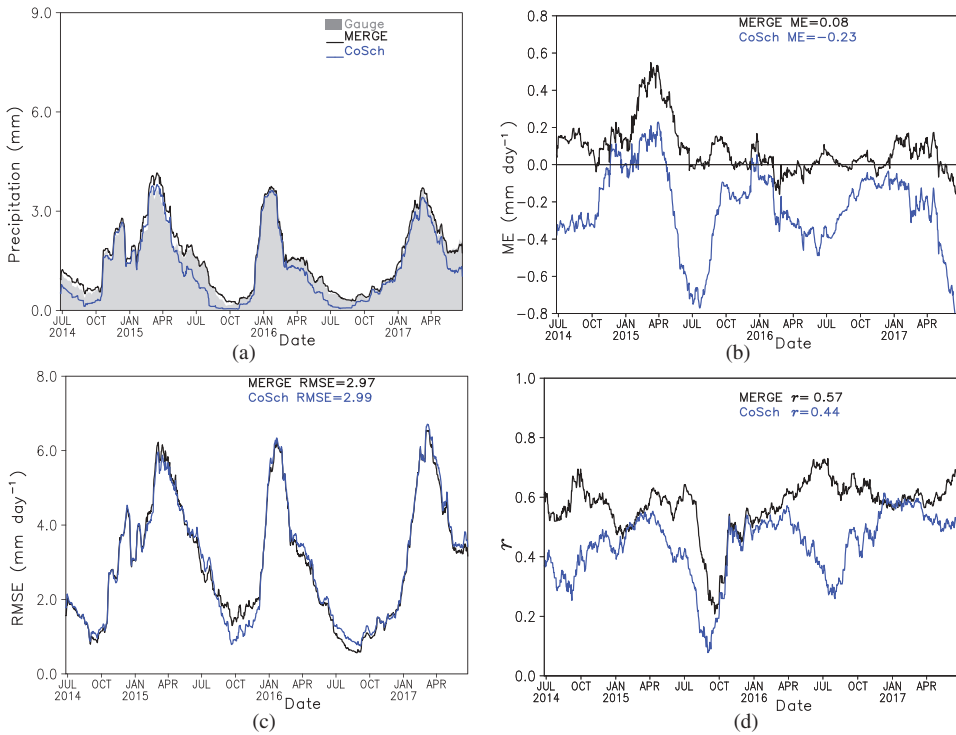 9.0
6.0
3.0
0.0
Precipitation (mm)
Gauge
MERGE
CoSch
JUL OCT JAN APR JUL OCT JAN APR JUL OCT JAN APR
2014 2015 2016 2017
Date
(a)
0.8
0.6
0.4
0.2
0.0
−0.2
−0.4
−0.6
−0.8
ME (mm day−1)
MERGE ME=0.08
CoSch ME=−0.23
JUL OCT JAN APR JUL OCT JAN APR JUL OCT JAN APR
2014 2015 2016 2017
Date
(b)
8.0
6.0
4.0
2.0
0.0
RMSE (mm day−1)
MERGE RMSE=2.97
CoSch RMSE=2.99
JUL OCT JAN APR JUL OCT JAN APR JUL OCT JAN APR
2014 2015 2016 2017
Date
(c)
1.0
0.8
0.6
0.4
0.2
0.0
r
MERGE r= 0.57
CoSch r=0.44
JUL OCT JAN APR JUL OCT JAN APR JUL OCT JAN APR
2014 2015 2016 2017
Date
(d)